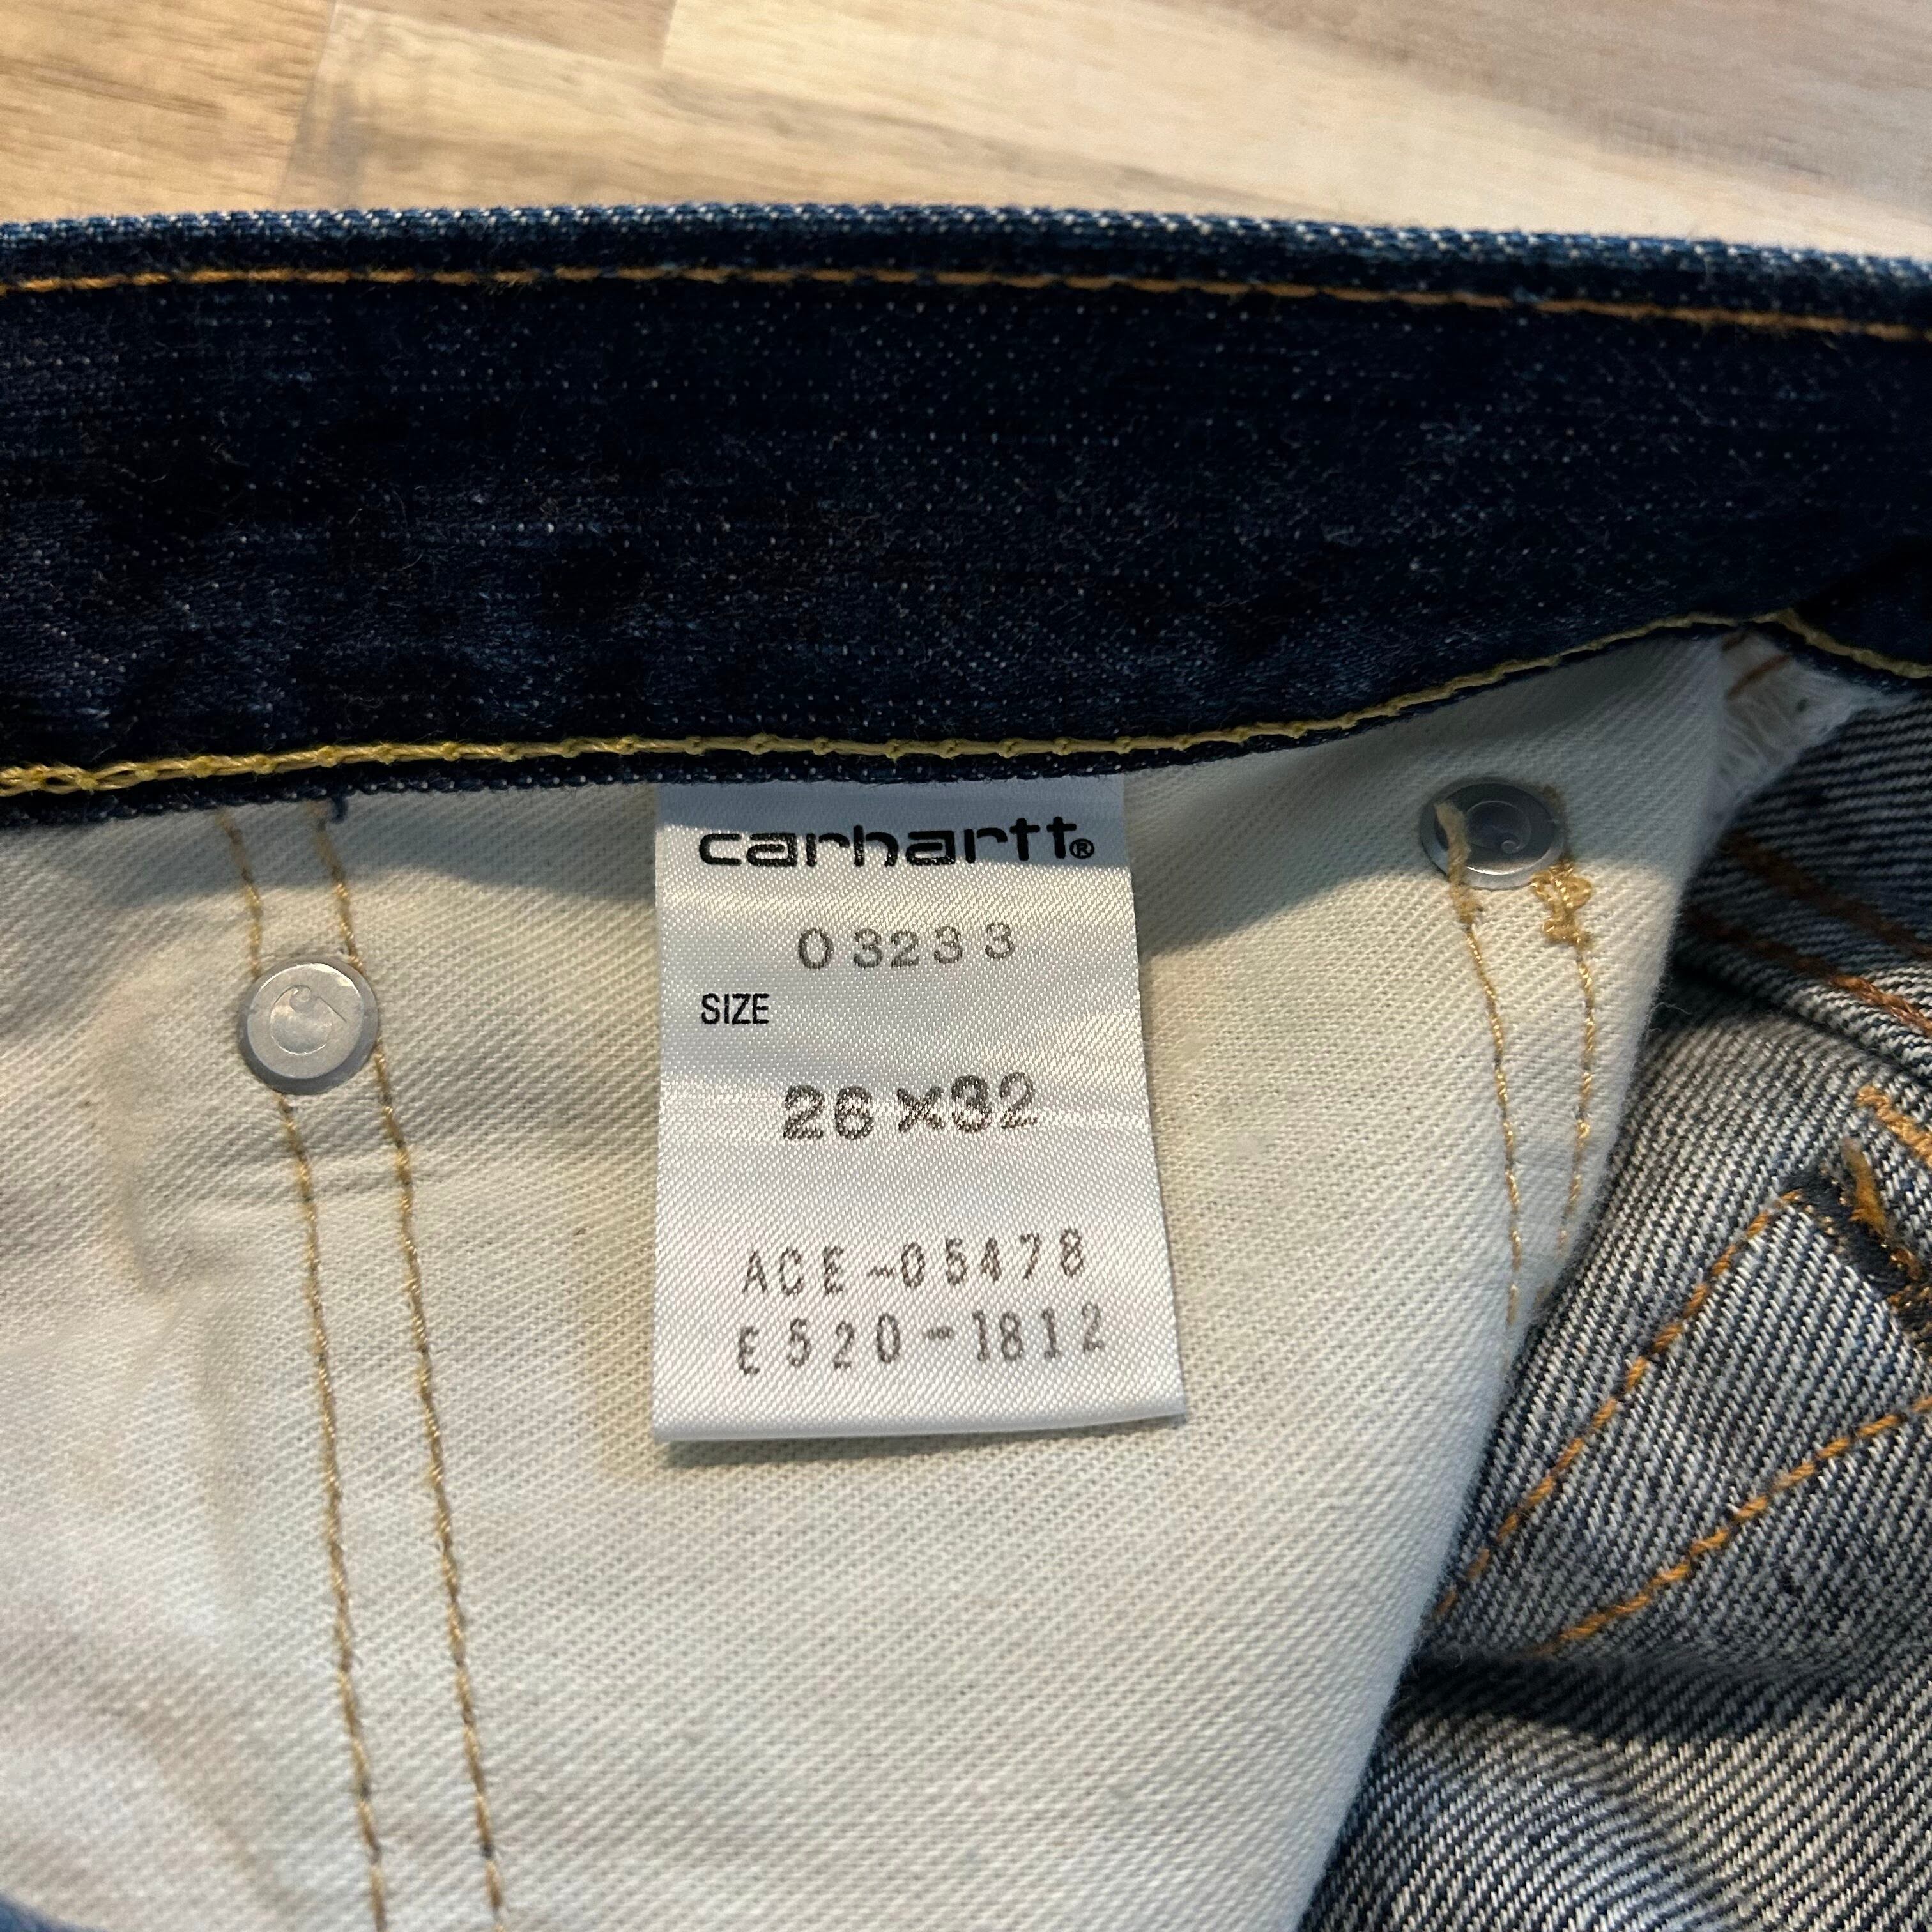 carhartt®
03233
SIZE
26×32
ACE-05478
E520-1812